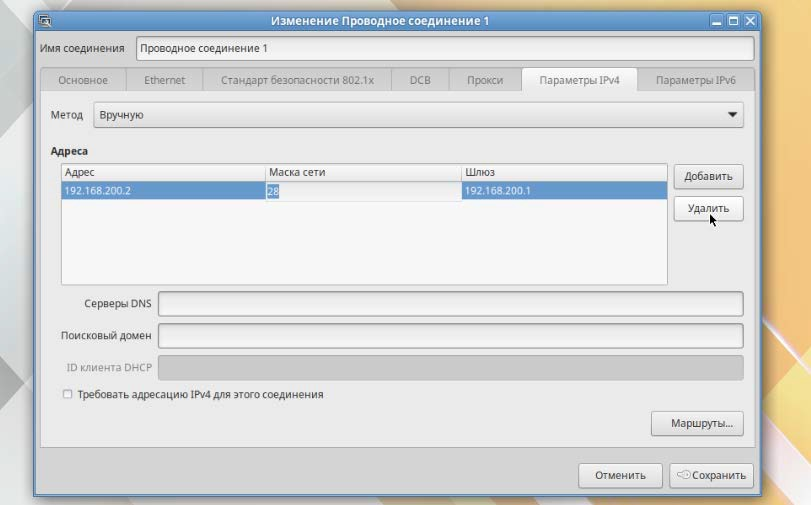 Изменение Проводное соединение 1
Имя соединения Проводное соединение 1
Основное Ethernet Стандарт безопасности 802.1x DCB Прокси Параметры IPv4 Параметры IPv6
Метод Вручную
Адреса
Адрес Маска сети Шлюз
192.168.200.2 28 192.168.200.1
Добавить
Удалить
Серверы DNS
Поисковый домен
ID клиента DHCP
Требовать адресацию IPv4 для этого соединения
Маршруты...
Отменить Сохранить